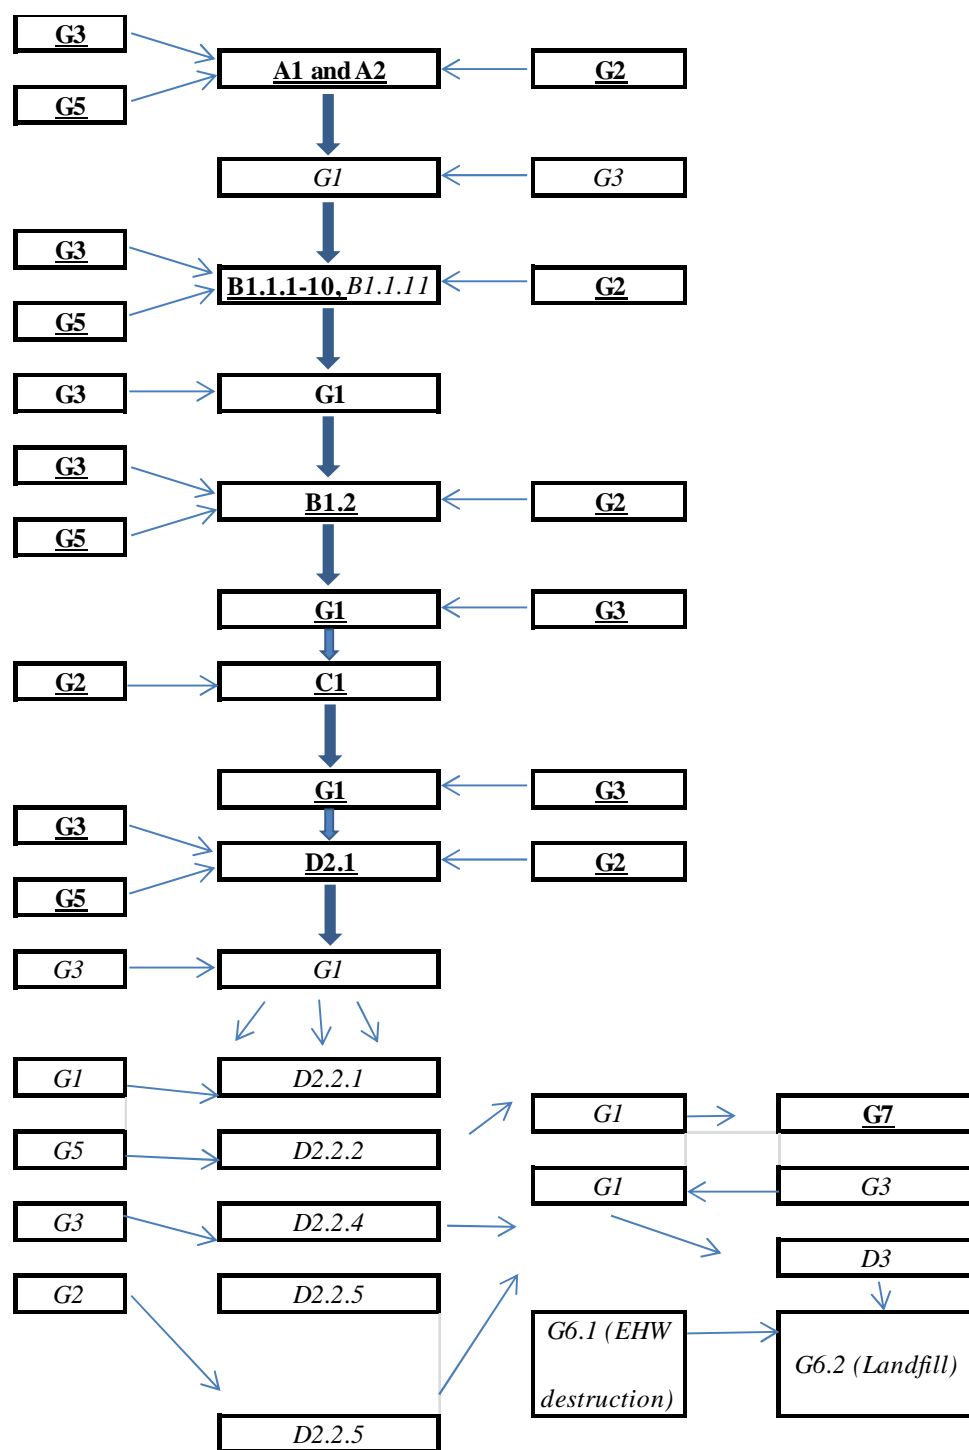 G3
A1 and A2
G2
G5
G1
G3
G3
B1.1.1-10, B1.1.11
G2
G5
G3
G1
G3
B1.2
G2
G5
G1
G3
G2
C1
G1
G3
G3
D2.1
G2
G5
G3
G1
G1
D2.2.1
G1
G7
G5
D2.2.2
G1
G3
G3
D2.2.4
D3
G2
D2.2.5
G6.1 (EHW
destruction)
G6.2 (Landfill)
D2.2.5